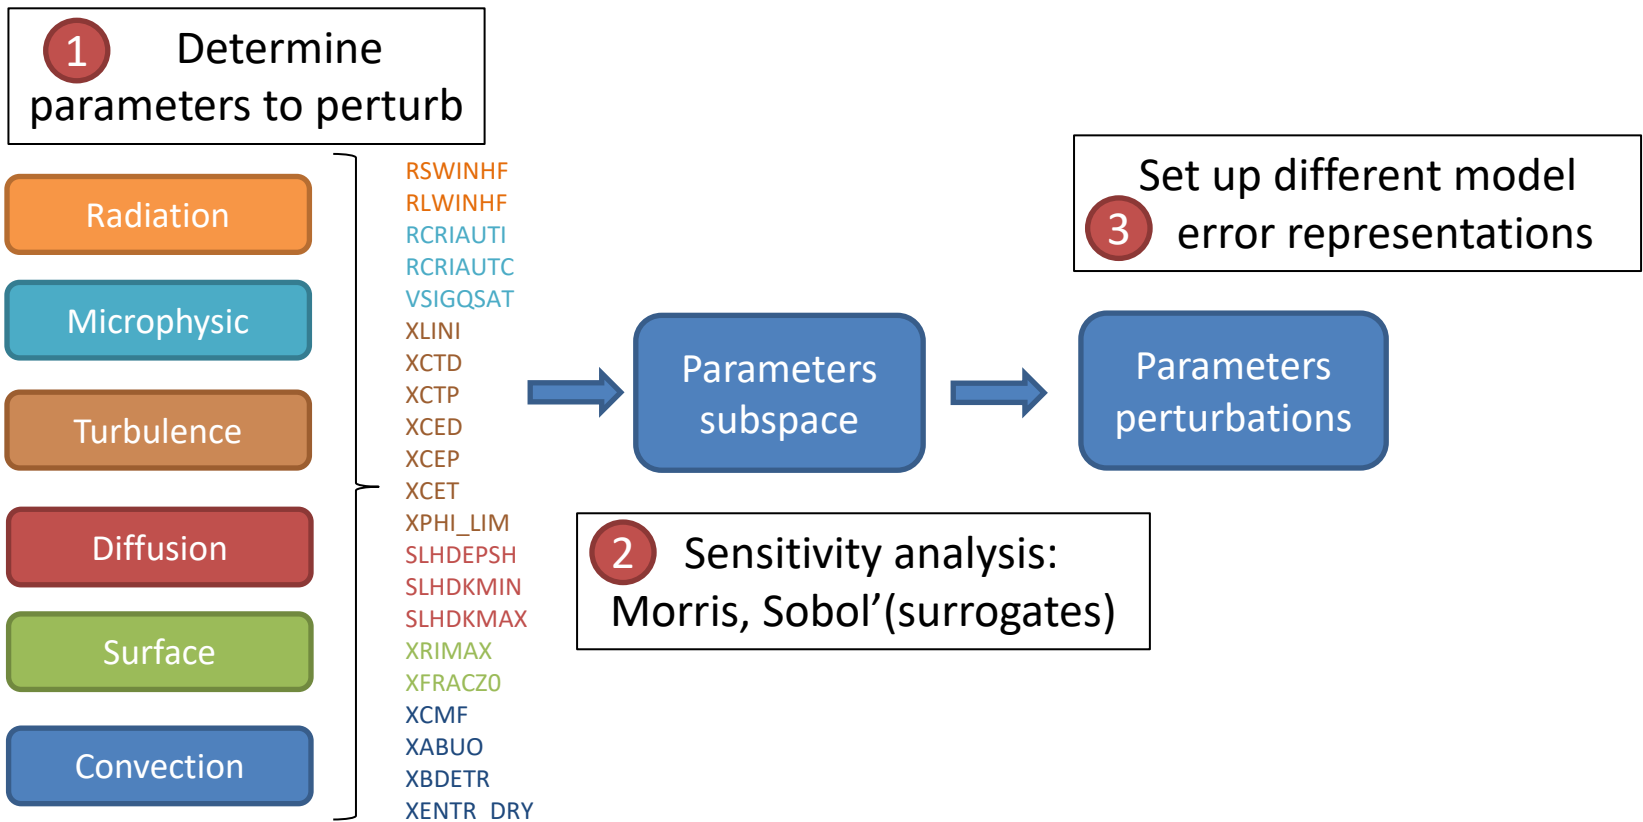 1 Determine
parameters to perturb
Radiation
Microphysic
Turbulence
Diffusion
Surface
Convection
RSWINHF
RLWINHF
RCRIAUTI
RCRIAUTC
VSIGQSAT
XLINI
XCTD
XCTP
XCED
XCEP
XCET
XPHI_LIM
SLHDEPSH
SLHDKMIN
SLHDKMAX
XRIMAX
XFRACZ0
XCMF
XABUO
XBDETR
XENTR_DRY
Parameters
subspace
2 Sensitivity analysis:
Morris, Sobol’(surrogates)
Set up different model
3 error representations
Parameters
perturbations